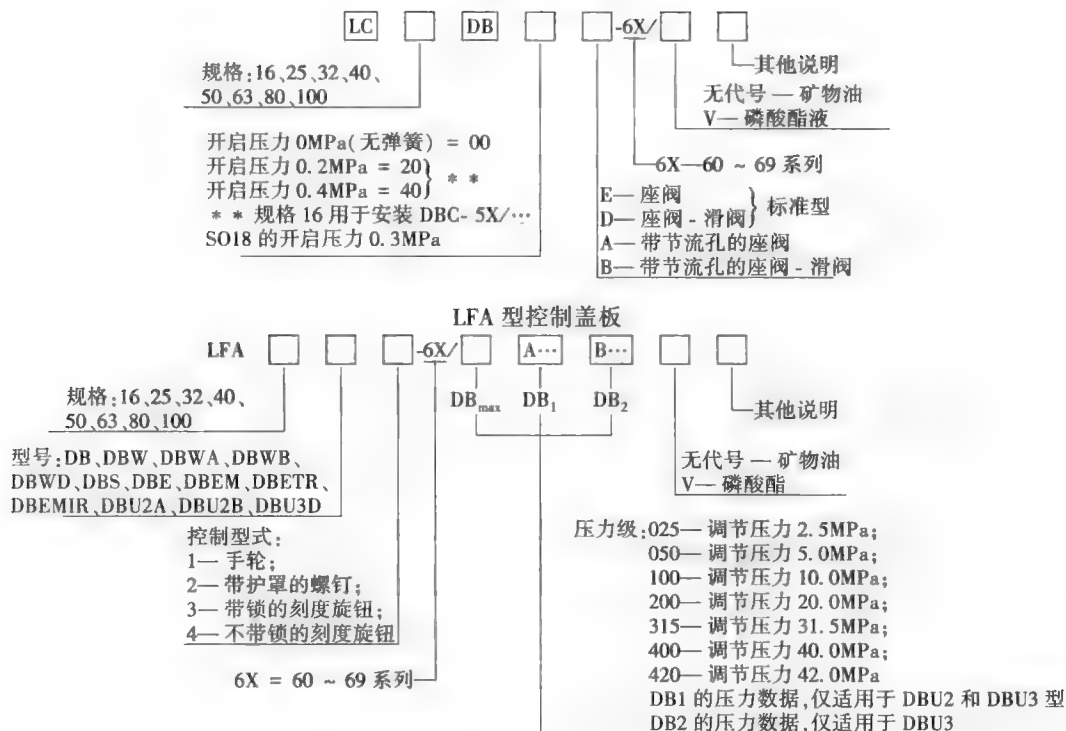 LC DB -6X/
其他说明
规格:16、25、32、40、
50、63、80、100
无代号 — 矿物油
V— 磷酸酯液
开启压力 0MPa(无弹簧) = 00
开启压力 0.2MPa = 20
开启压力 0.4MPa = 40
} * *
* * 规格 16 用于安装 DBC- 5X/…
SO18 的开启压力 0.3MPa
6X—60 ~ 69 系列
E— 座阀
D— 座阀 - 滑阀
} 标准型
A— 带节流孔的座阀
B— 带节流孔的座阀 - 滑阀
LFA 型控制盖板
LFA -6X/ A… B…
规格:16、25、32、40、
50、63、80、100
DBmax DB1 DB2
其他说明
型号:DB、DBW、DBWA、DBWB、
DBWD、DBS、DBE、DBEM、DBETR、
DBEMIR、DBU2A、DBU2B、DBU3D
无代号 — 矿物油
V— 磷酸酯
控制型式:
1— 手轮;
2— 带护罩的螺钉;
3— 带锁的刻度旋钮;
4— 不带锁的刻度旋钮
6X = 60 ~ 69 系列
压力级:025— 调节压力 2.5MPa;
050— 调节压力 5.0MPa;
100— 调节压力 10.0MPa;
200— 调节压力 20.0MPa;
315— 调节压力 31.5MPa;
400— 调节压力 40.0MPa;
420— 调节压力 42.0MPa
DB1 的压力数据,仅适用于 DBU2 和 DBU3 型
DB2 的压力数据,仅适用于 DBU3